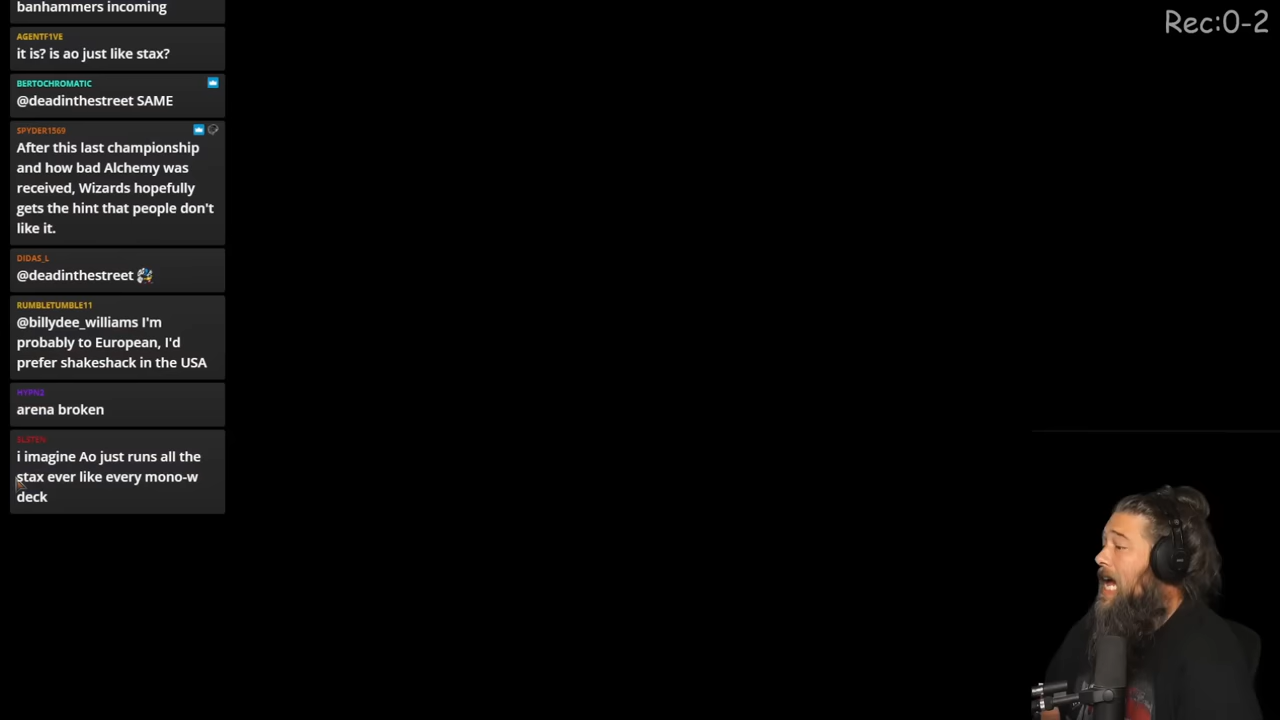 banhammers incoming
Rec:0-2
AGENTF1VE
it is? is ao just like stax?
BERTOCHROMATIC
@deadinthestreet SAME
SPYDER1569
After this last championship
and how bad Alchemy was
received, Wizards hopefully
gets the hint that people don't
like it.
DIDAS_L
@deadinthestreet
RUMBLETUMBLE11
@billydee_williams I'm
probably to European, I'd
prefer shakeshack in the USA
HYPN2
arena broken
ELSTEN
i imagine Ao just runs all the
stax ever like every mono-w
deck